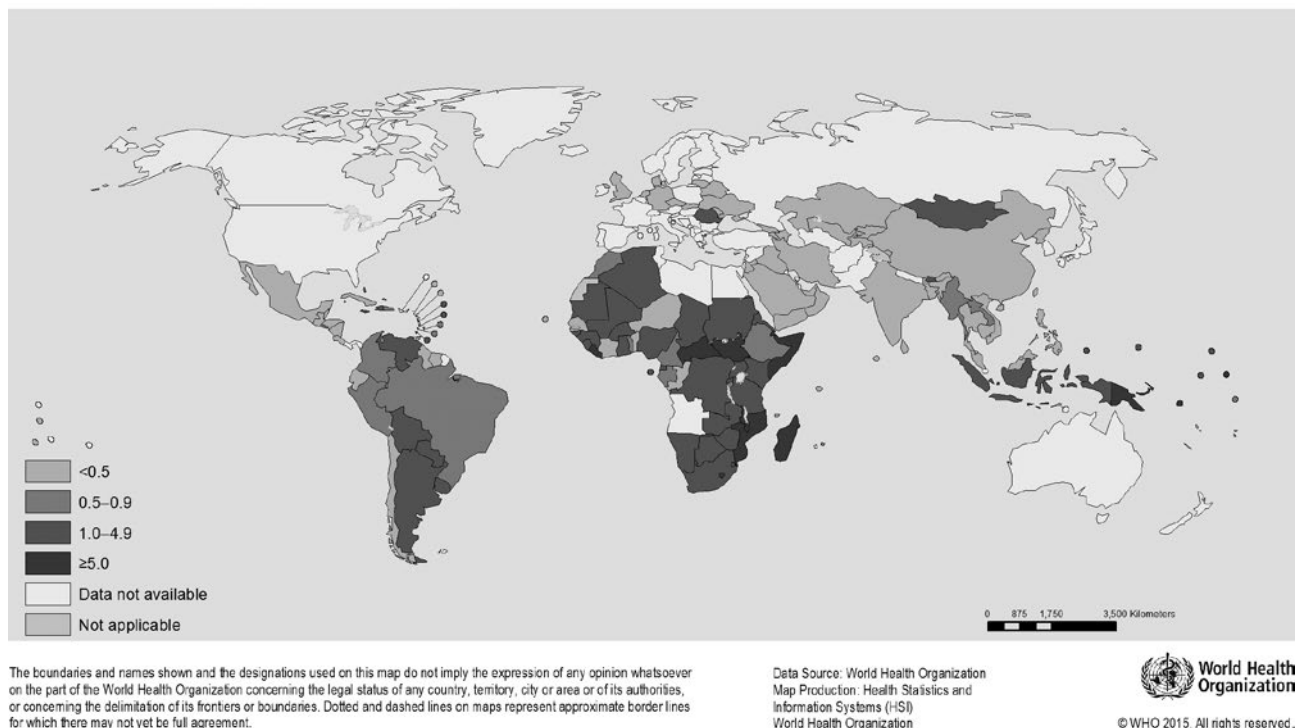 <0.5
0.5–0.9
1.0–4.9
≥5.0
Data not available
Not applicable
0 875 1,750 3,500 Kilometers
The boundaries and names shown and the designations used on this map do not imply the expression of any opinion whatsoever
on the part of the World Health Organization concerning the legal status of any country, territory, city or area or of its authorities,
or concerning the delimitation of its frontiers or boundaries. Dotted and dashed lines on maps represent approximate border lines
for which there may not yet be full agreement.
Data Source: World Health Organization
Map Production: Health Statistics and
Information Systems (HSI)
World Health Organization
World Health
Organization
© WHO 2015. All rights reserved.